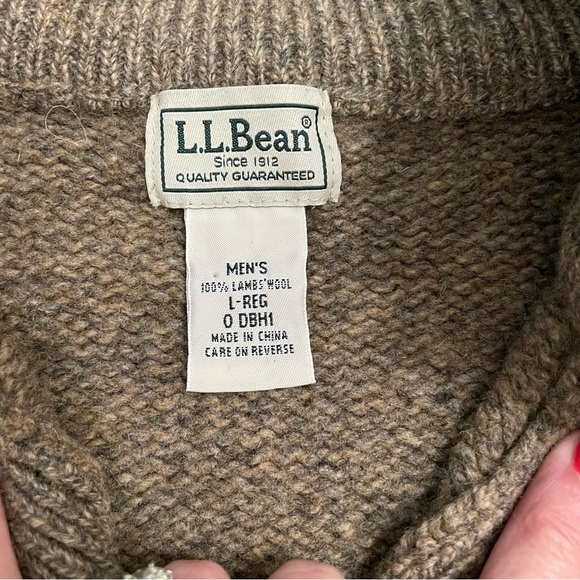 L.L.Bean®
Since 1912
QUALITY GUARANTEED
MEN'S
100% LAMBS' WOOL
L-REG
0 DBH1
MADE IN CHINA
CARE ON REVERSE